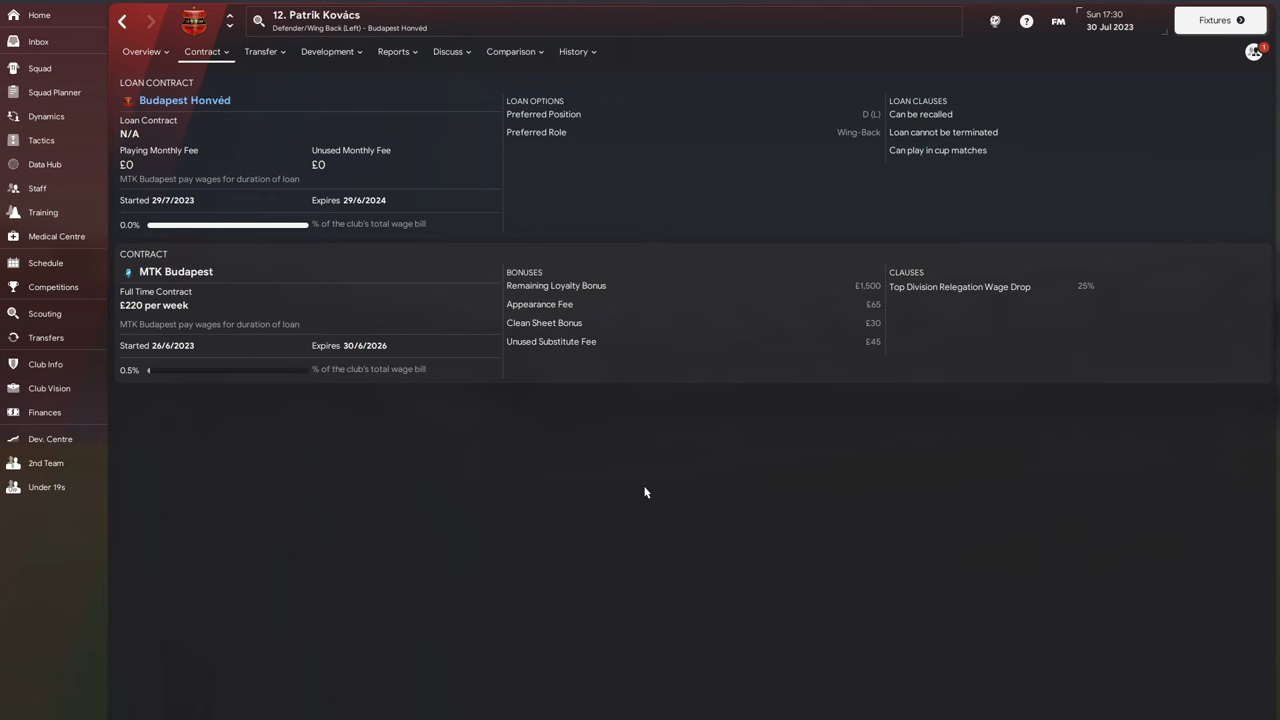 Home
Inbox
Squad
Squad Planner
Dynamics
Tactics
Data Hub
Staff
Training
Medical Centre
Schedule
Competitions
Scouting
Transfers
Club Info
Club Vision
Finances
Dev. Centre
2nd Team
Under 19s
12. Patrik Kovács
Defender/Wing Back (Left) - Budapest Honvéd
FM
Sun 17:30
30 Jul 2023
Fixtures
Overview Contract Transfer Development Reports Discuss Comparison History
1
LOAN CONTRACT
Budapest Honvéd
Loan Contract
N/A
Playing Monthly Fee Unused Monthly Fee
£0 £0
MTK Budapest pay wages for duration of loan
Started 29/7/2023 Expires 29/6/2024
0.0% % of the club's total wage bill
LOAN OPTIONS
Preferred Position D (L)
Preferred Role Wing-Back
LOAN CLAUSES
Can be recalled
Loan cannot be terminated
Can play in cup matches
CONTRACT
MTK Budapest
Full Time Contract
£220 per week
MTK Budapest pay wages for duration of loan
Started 26/6/2023 Expires 30/6/2026
0.5% % of the club's total wage bill
BONUSES
Remaining Loyalty Bonus £1,500
Appearance Fee £65
Clean Sheet Bonus £30
Unused Substitute Fee £45
CLAUSES
Top Division Relegation Wage Drop 25%